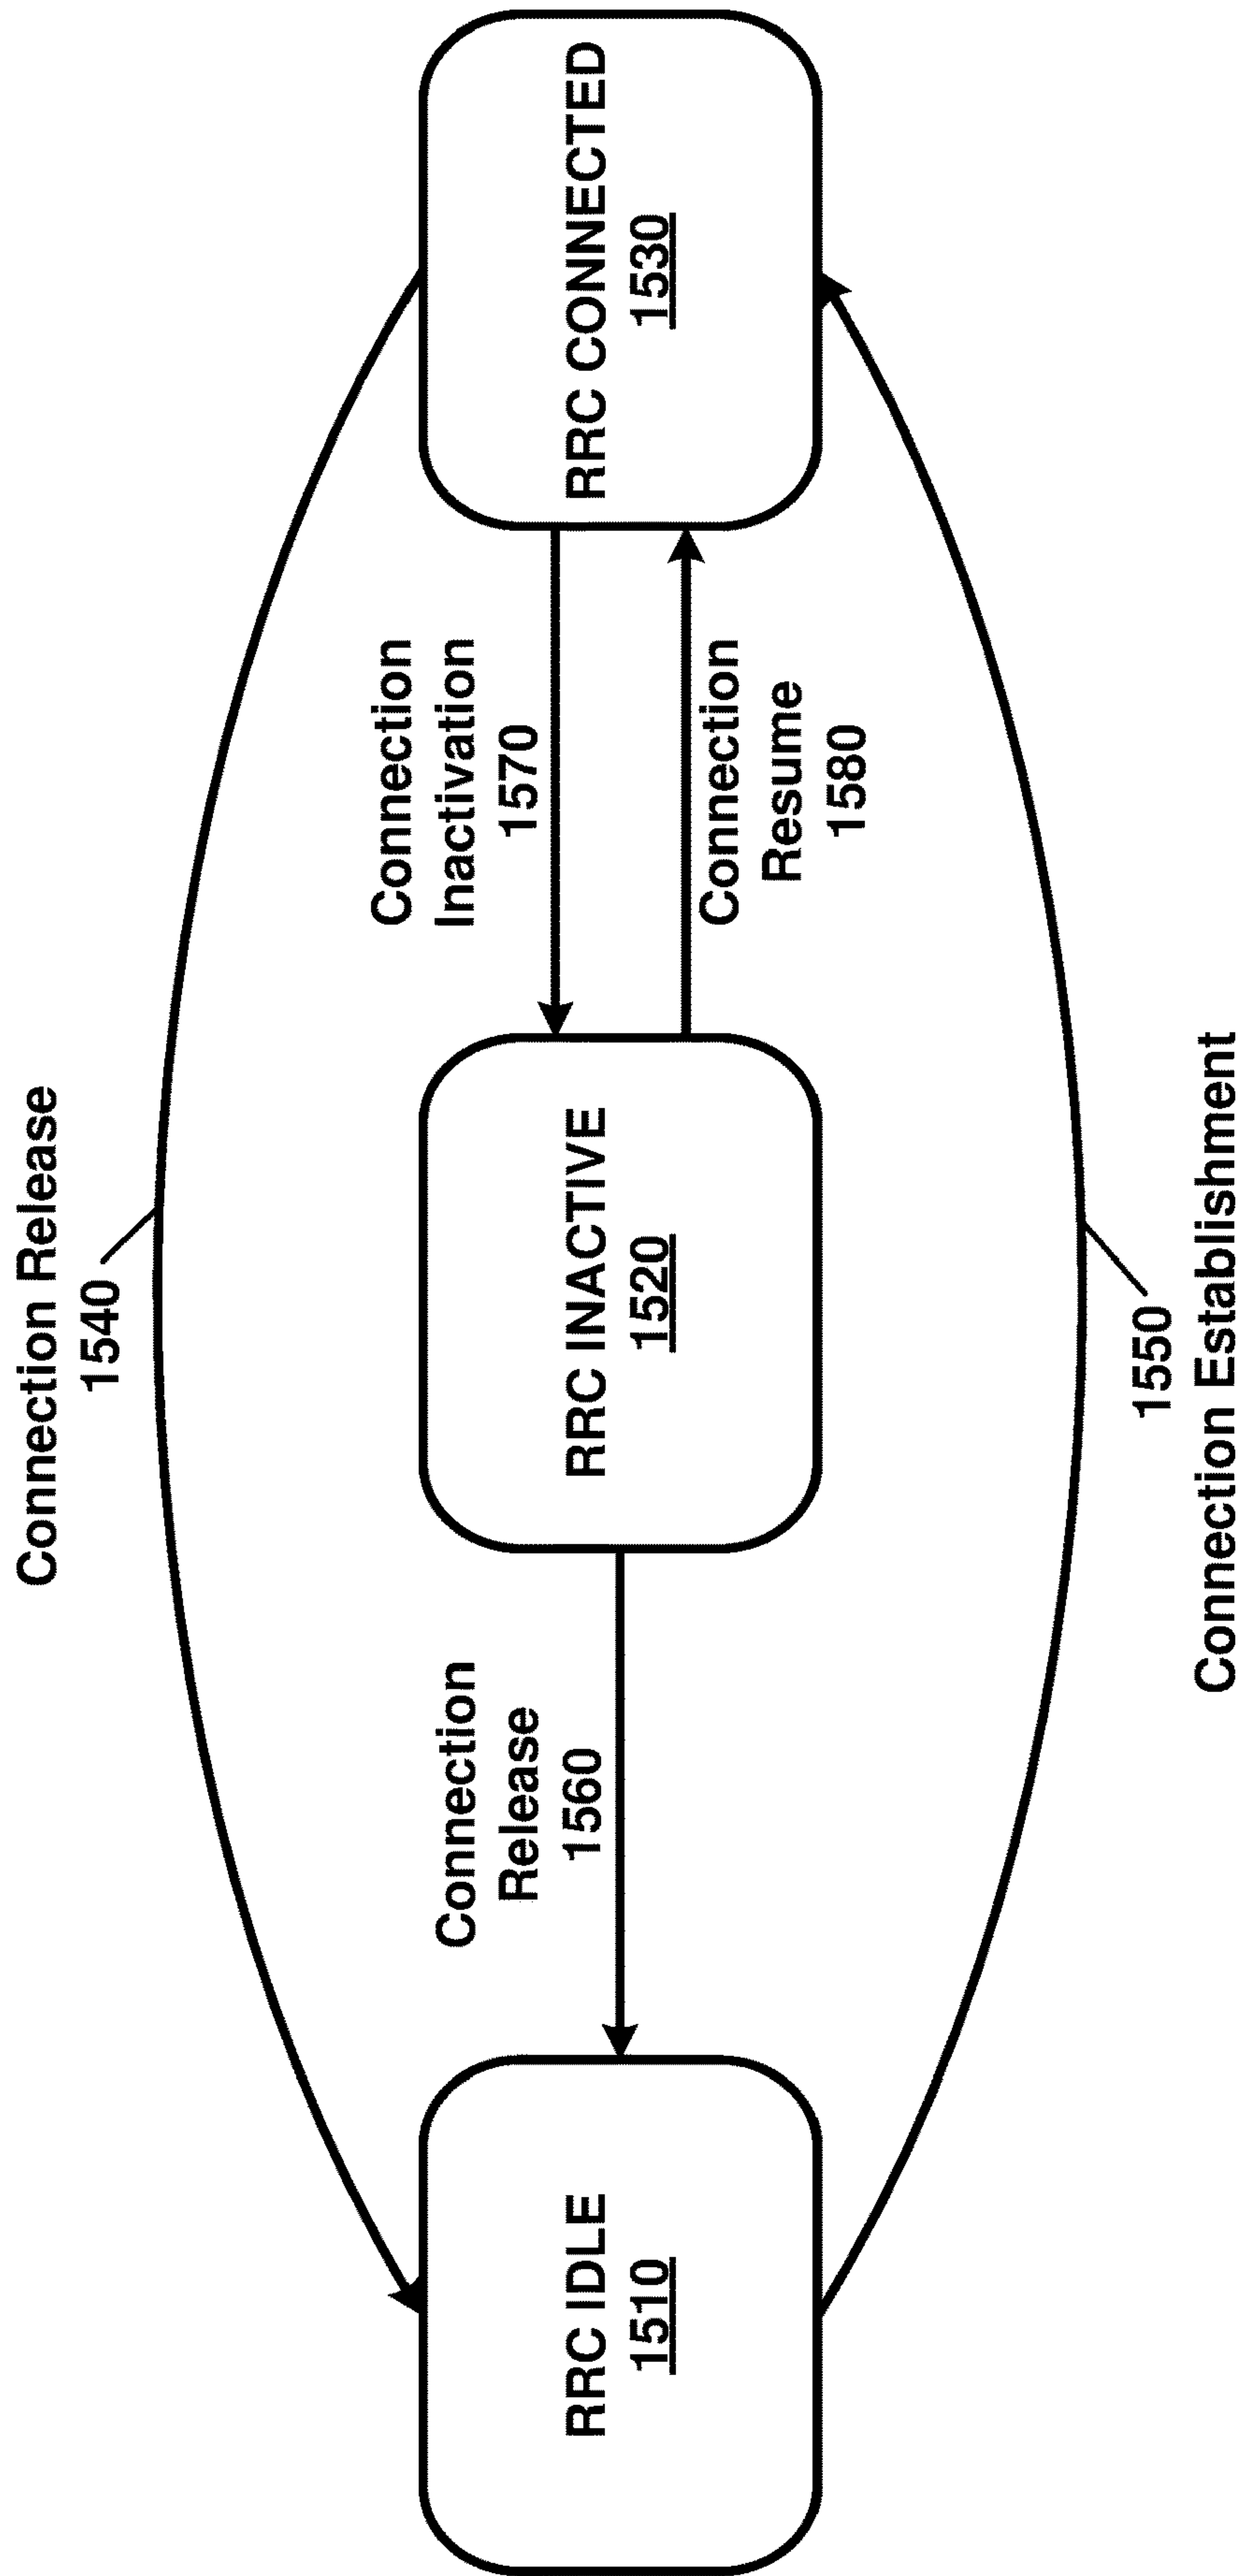 Connection Release
1540
Connection
Release
1560
Connection
Inactivation
1570
RRC IDLE
1510
RRC INACTIVE
1520
RRC CONNECTED
1530
Connection
Resume
1580
1550
Connection Establishment